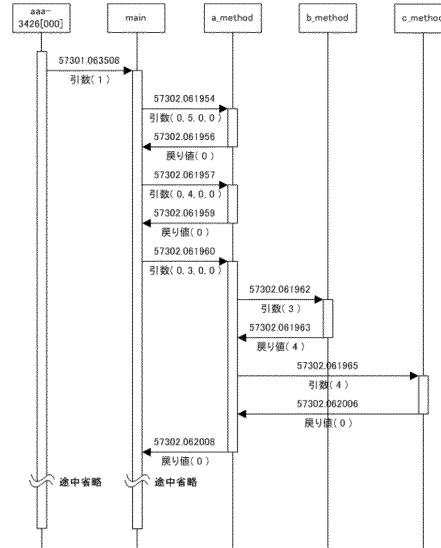 aaa-
3426[000]
main
a_method
b_method
c_method
57301.063508
引数( 1 )
57302.061954
引数( 0, 5, 0, 0 )
57302.061956
戻り値( 0 )
57302.061957
引数( 0, 4, 0, 0 )
57302.061959
戻り値( 0 )
57302.061960
引数( 0, 3, 0, 0 )
57302.061962
引数( 3 )
57302.061963
戻り値( 4 )
57302.061965
引数( 4 )
57302.062006
戻り値( 0 )
57302.062008
戻り値( 0 )
途中省略
途中省略